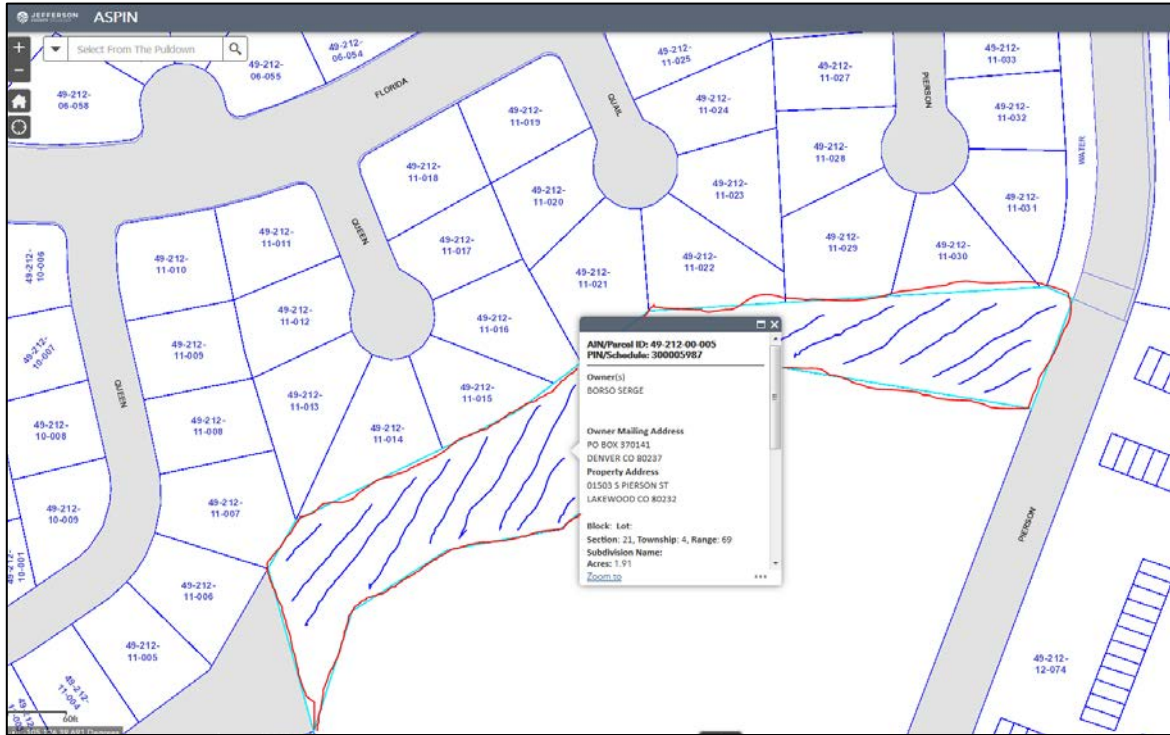 JEFFERSON
ASPIN
Select From The Pulldown
49-212-
06-058
49-212-
06-055
49-212-
06-054
FLORIDA
QUAIL
49-212-
11-025
49-212-
11-024
49-212-
11-023
49-212-
11-022
49-212-
11-027
49-212-
11-028
49-212-
11-029
PIERSON
49-212-
11-033
49-212-
11-032
49-212-
11-031
49-212-
11-030
WATER
49-212-
11-019
49-212-
11-018
49-212-
11-020
49-212-
11-017
49-212-
11-021
49-212-
11-016
49-212-
11-015
49-212-
11-014
QUEEN
49-212-
11-011
49-212-
11-010
49-212-
11-012
49-212-
11-009
49-212-
11-013
49-212-
11-008
49-212-
11-007
49-212-
11-006
49-212-
11-005
49-212-
11-004
QUEEN
49-212-
10-006
49-212-
10-007
49-212-
10-008
49-212-
10-009
10-001
AIN/Parcel ID: 49-212-00-005
PIN/Schedule: 300005987
Owner(s)
BORSO SERGE
Owner Mailing Address
PO BOX 370141
DENVER CO 80237
Property Address
01503 S PIERSON ST
LAKEWOOD CO 80232
Block: Lot:
Section: 21, Township: 4, Range: 69
Subdivision Name:
Acres: 1.91
Zoom to
PIERSON
49-212-
12-074
60ft